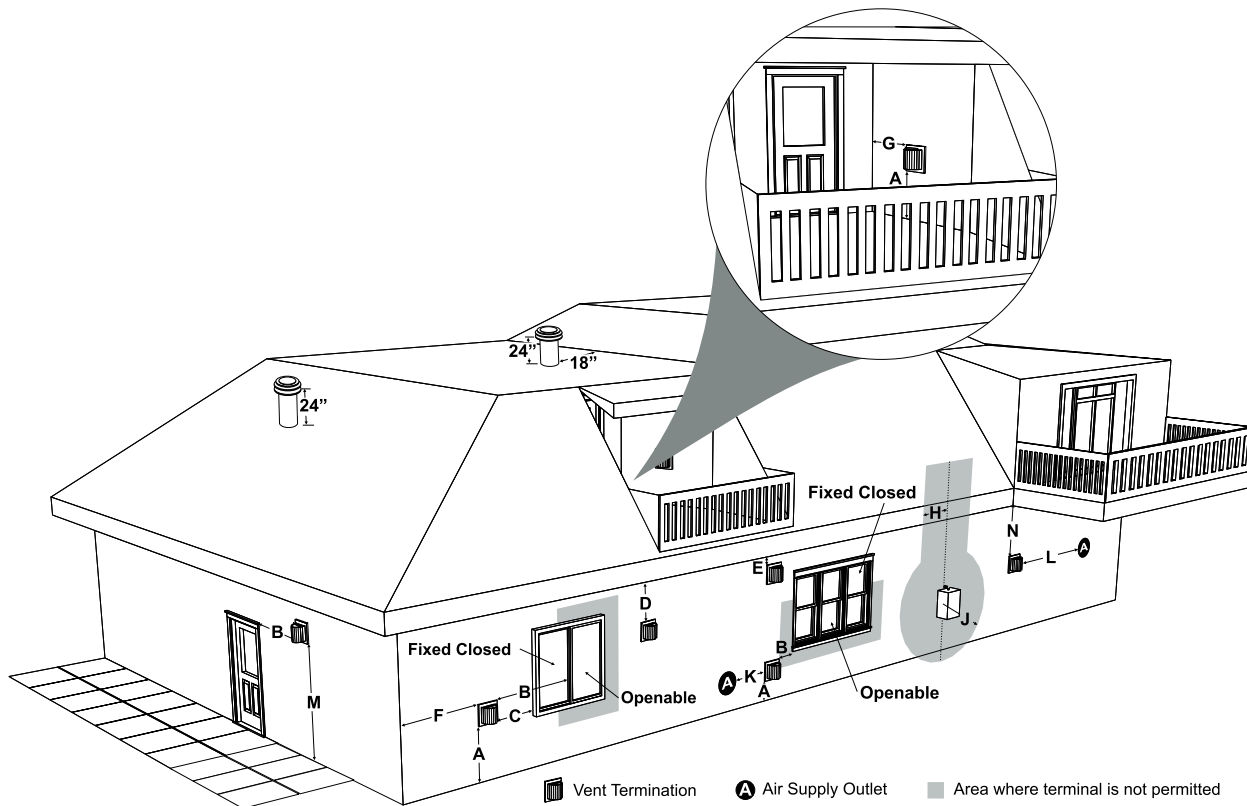 G
A
24”
18”
24”
Fixed Closed
H
N
E
L
A
D
B
Fixed Closed
J
B
K
A
A
B
Openable
Openable
M
F
C
A
Vent Termination
A Air Supply Outlet
Area where terminal is not permitted